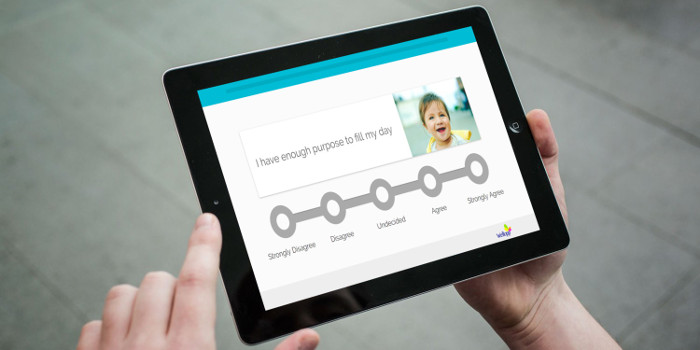 I have enough purpose to fill my day
Strongly Disagree
Disagree
Undecided
Agree
Strongly Agree